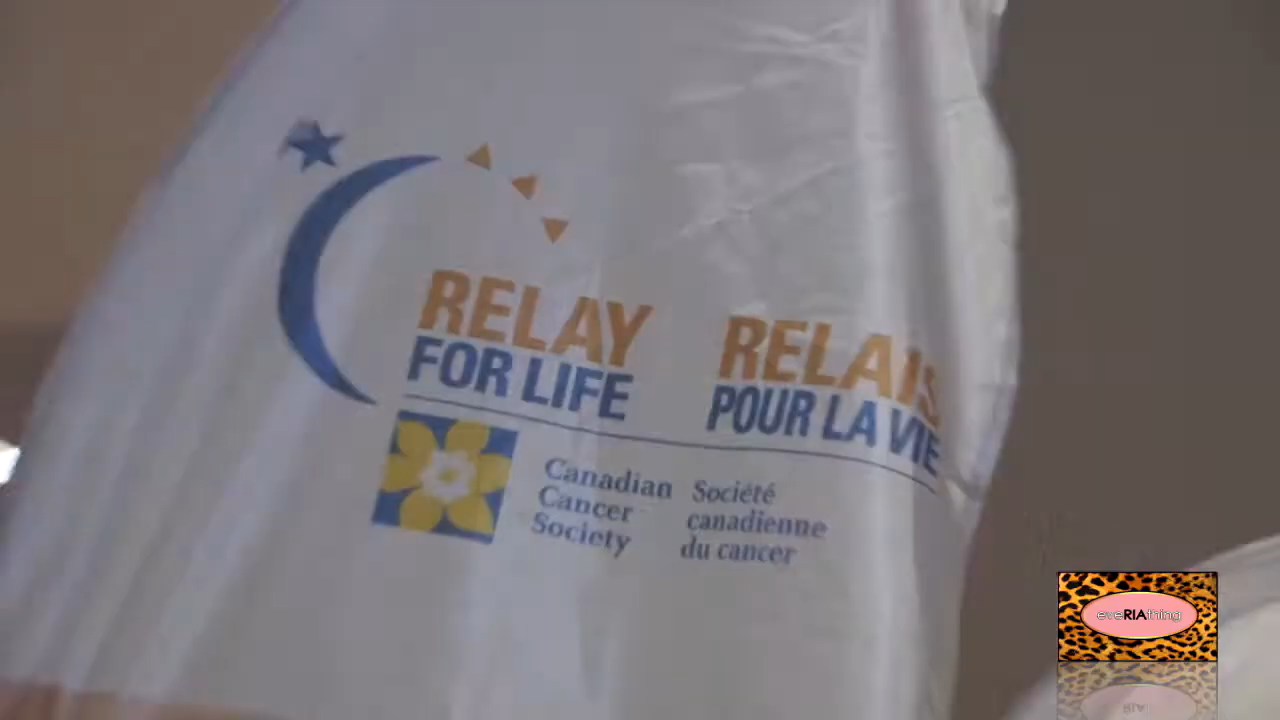 RELAY
FOR LIFE
RELAIS
POUR LA VIE
Canadian
Cancer
Society
Société
canadienne
du cancer
eveRIAthing